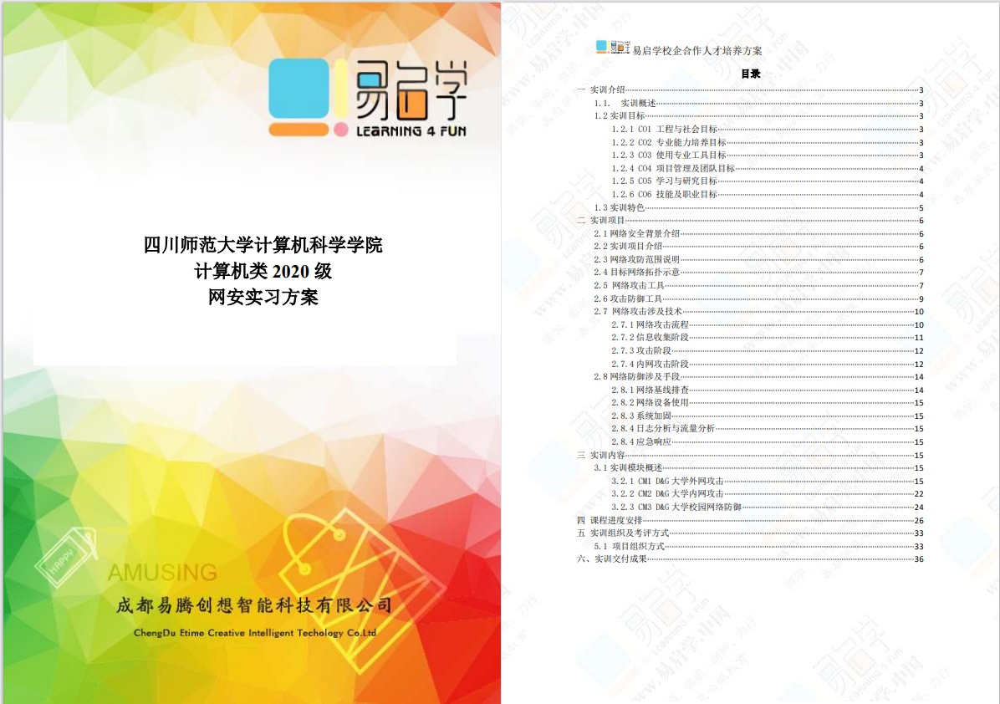 易启学
LEARNING 4 FUN
四川师范大学计算机科学学院
计算机类 2020 级
网安实习方案
HAPPY
AMUSING
成都易腾创想智能科技有限公司
ChengDu Etime Creative Intelligent Techology Co.Ltd
易启学校企合作人才培养方案
目录
一 实训介绍 3
1.1. 实训概述 3
1.2 实训目标 3
1.2.1 CO1 工程与社会目标 3
1.2.2 CO2 专业能力培养目标 3
1.2.3 CO3 使用专业工具目标 3
1.2.4 CO4 项目管理及团队目标 4
1.2.5 CO5 学习与研究目标 4
1.2.6 CO6 技能及职业目标 4
1.3 实训特色 5
二 实训项目 6
2.1 网络安全背景介绍 6
2.2 实训项目介绍 6
2.3 网络攻防范围说明 6
2.4 目标网络拓扑示意 7
2.5 网络攻击工具 7
2.6 攻击防御工具 9
2.7 网络攻击涉及技术 10
2.7.1 网络攻击流程 10
2.7.2 信息收集阶段 11
2.7.3 攻击阶段 12
2.7.4 内网攻击阶段 12
2.8 网络防御涉及手段 14
2.8.1 网络基线排查 14
2.8.2 网络设备使用 15
2.8.3 系统加固 15
2.8.4 日志分析与流量分析 15
2.8.4 应急响应 15
三 实训内容 15
3.1 实训模块概述 15
3.2.1 CM1 D&G 大学外网攻击 15
3.2.2 CM2 D&G 大学内网攻击 22
3.2.3 CM3 D&G 大学校园网络防御 24
四 课程进度安排 26
五 实训组织及考评方式 33
5.1 项目组织方式 33
六、实训交付成果 36